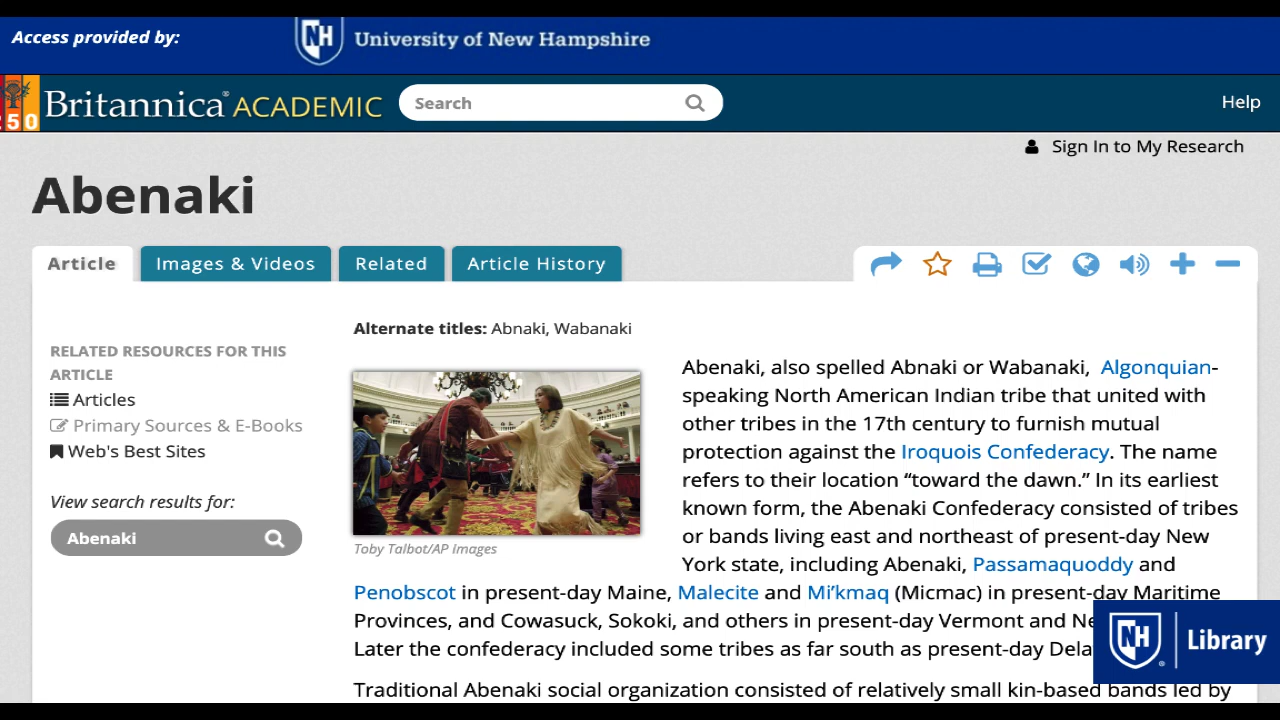 Access provided by:
NH University of New Hampshire
250 Britannica® ACADEMIC
Search
Help
Sign In to My Research
Abenaki
Article
Images & Videos
Related
Article History
RELATED RESOURCES FOR THIS
ARTICLE
Articles
Primary Sources & E-Books
Web's Best Sites
View search results for:
Abenaki
Alternate titles: Abnaki, Wabanaki
Toby Talbot/AP Images
Abenaki, also spelled Abnaki or Wabanaki, Algonquian-
speaking North American Indian tribe that united with
other tribes in the 17th century to furnish mutual
protection against the Iroquois Confederacy. The name
refers to their location “toward the dawn.” In its earliest
known form, the Abenaki Confederacy consisted of tribes
or bands living east and northeast of present-day New
York state, including Abenaki, Passamaquoddy and
Penobscot in present-day Maine, Malecite and Mi’kmaq (Micmac) in present-day Maritime
Provinces, and Cowasuck, Sokoki, and others in present-day Vermont and Ne
Later the confederacy included some tribes as far south as present-day Dela
Traditional Abenaki social organization consisted of relatively small kin-based bands led by
NH® Library